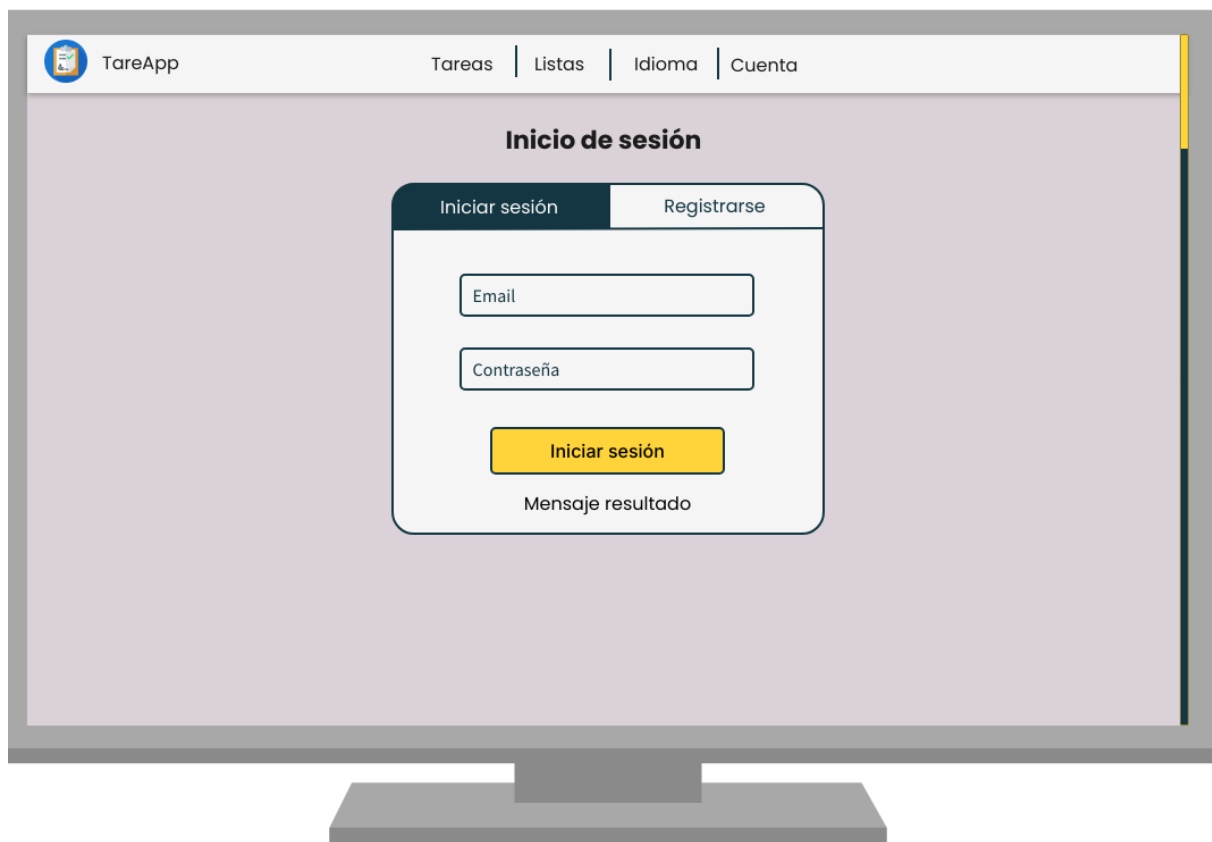 TareApp
Tareas Listas Idioma Cuenta
Inicio de sesión
Iniciar sesión Registrarse
Email
Contraseña
Iniciar sesión
Mensaje resultado